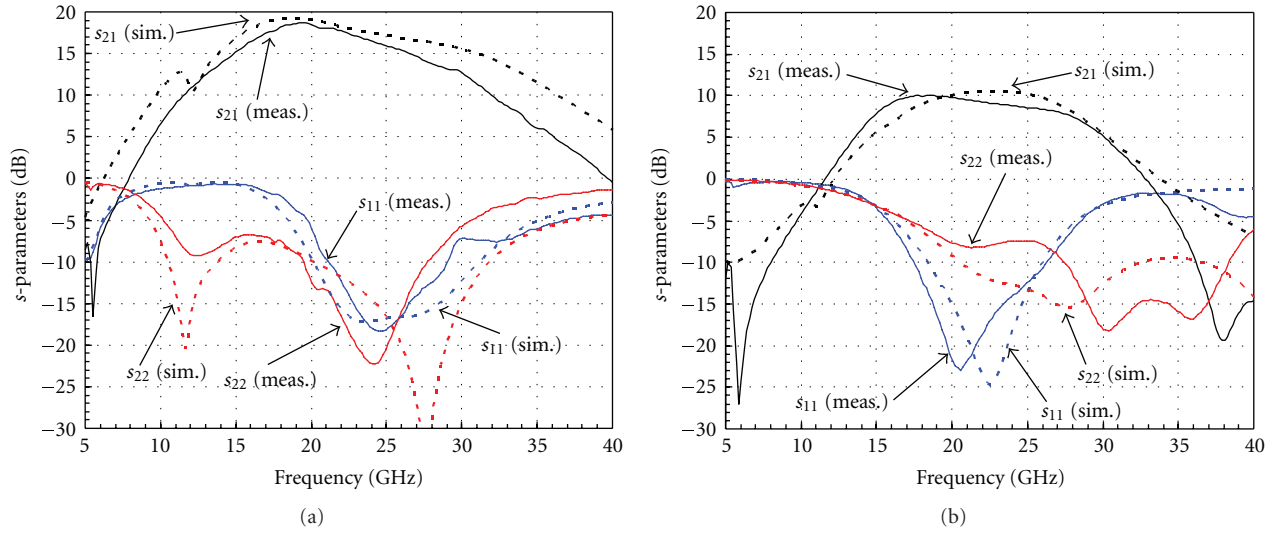 20
15
10
5
0
−5
−10
−15
−20
−25
−30
s-parameters (dB)
s21 (sim.)
s21 (meas.)
s11 (meas.)
s11 (sim.)
s22 (sim.)
s22 (meas.)
5 10 15 20 25 30 35 40
Frequency (GHz)
(a)
20
15
10
5
0
−5
−10
−15
−20
−25
−30
s-parameters (dB)
s21 (meas.)
s21 (sim.)
s22 (meas.)
s22 (sim.)
s11 (meas.)
s11 (sim.)
5 10 15 20 25 30 35 40
Frequency (GHz)
(b)